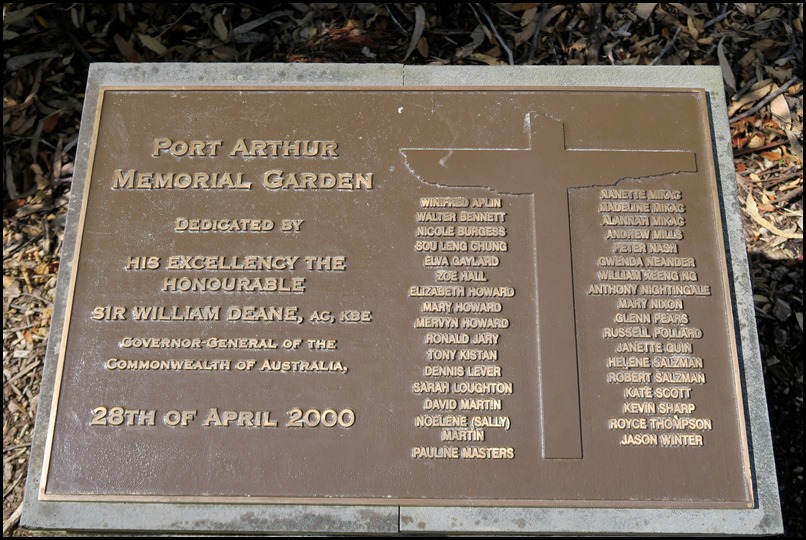 PORT ARTHUR
MEMORIAL GARDEN
DEDICATED BY
HIS EXCELLENCY THE
HONOURABLE
SIR WILLIAM DEANE, AC, KBE
GOVERNOR-GENERAL OF THE
COMMONWEALTH OF AUSTRALIA,
28TH OF APRIL 2000
WINIFRED APLIN
WALTER BENNETT
NICOLE BURGESS
SOU LENG CHUNG
ELVA GAYLARD
ZOE HALL
ELIZABETH HOWARD
MARY HOWARD
MERVYN HOWARD
RONALD JARY
TONY KISTAN
DENNIS LEVER
SARAH LOUGHTON
DAVID MARTIN
NOELENE (SALLY)
MARTIN
PAULINE MASTERS
NANETTE MIKAC
MADELINE MIKAC
ALANNAH MIKAC
ANDREW MILLS
PETER NASH
GWENDA NEANDER
WILLIAM XEENG NG
ANTHONY NIGHTINGALE
MARY NIXON
GLENN PEARS
RUSSELL POLLARD
JANETTE QUIN
HELENE SALZMAN
ROBERT SALZMAN
KATE SCOTT
KEVIN SHARP
ROYCE THOMPSON
JASON WINTER